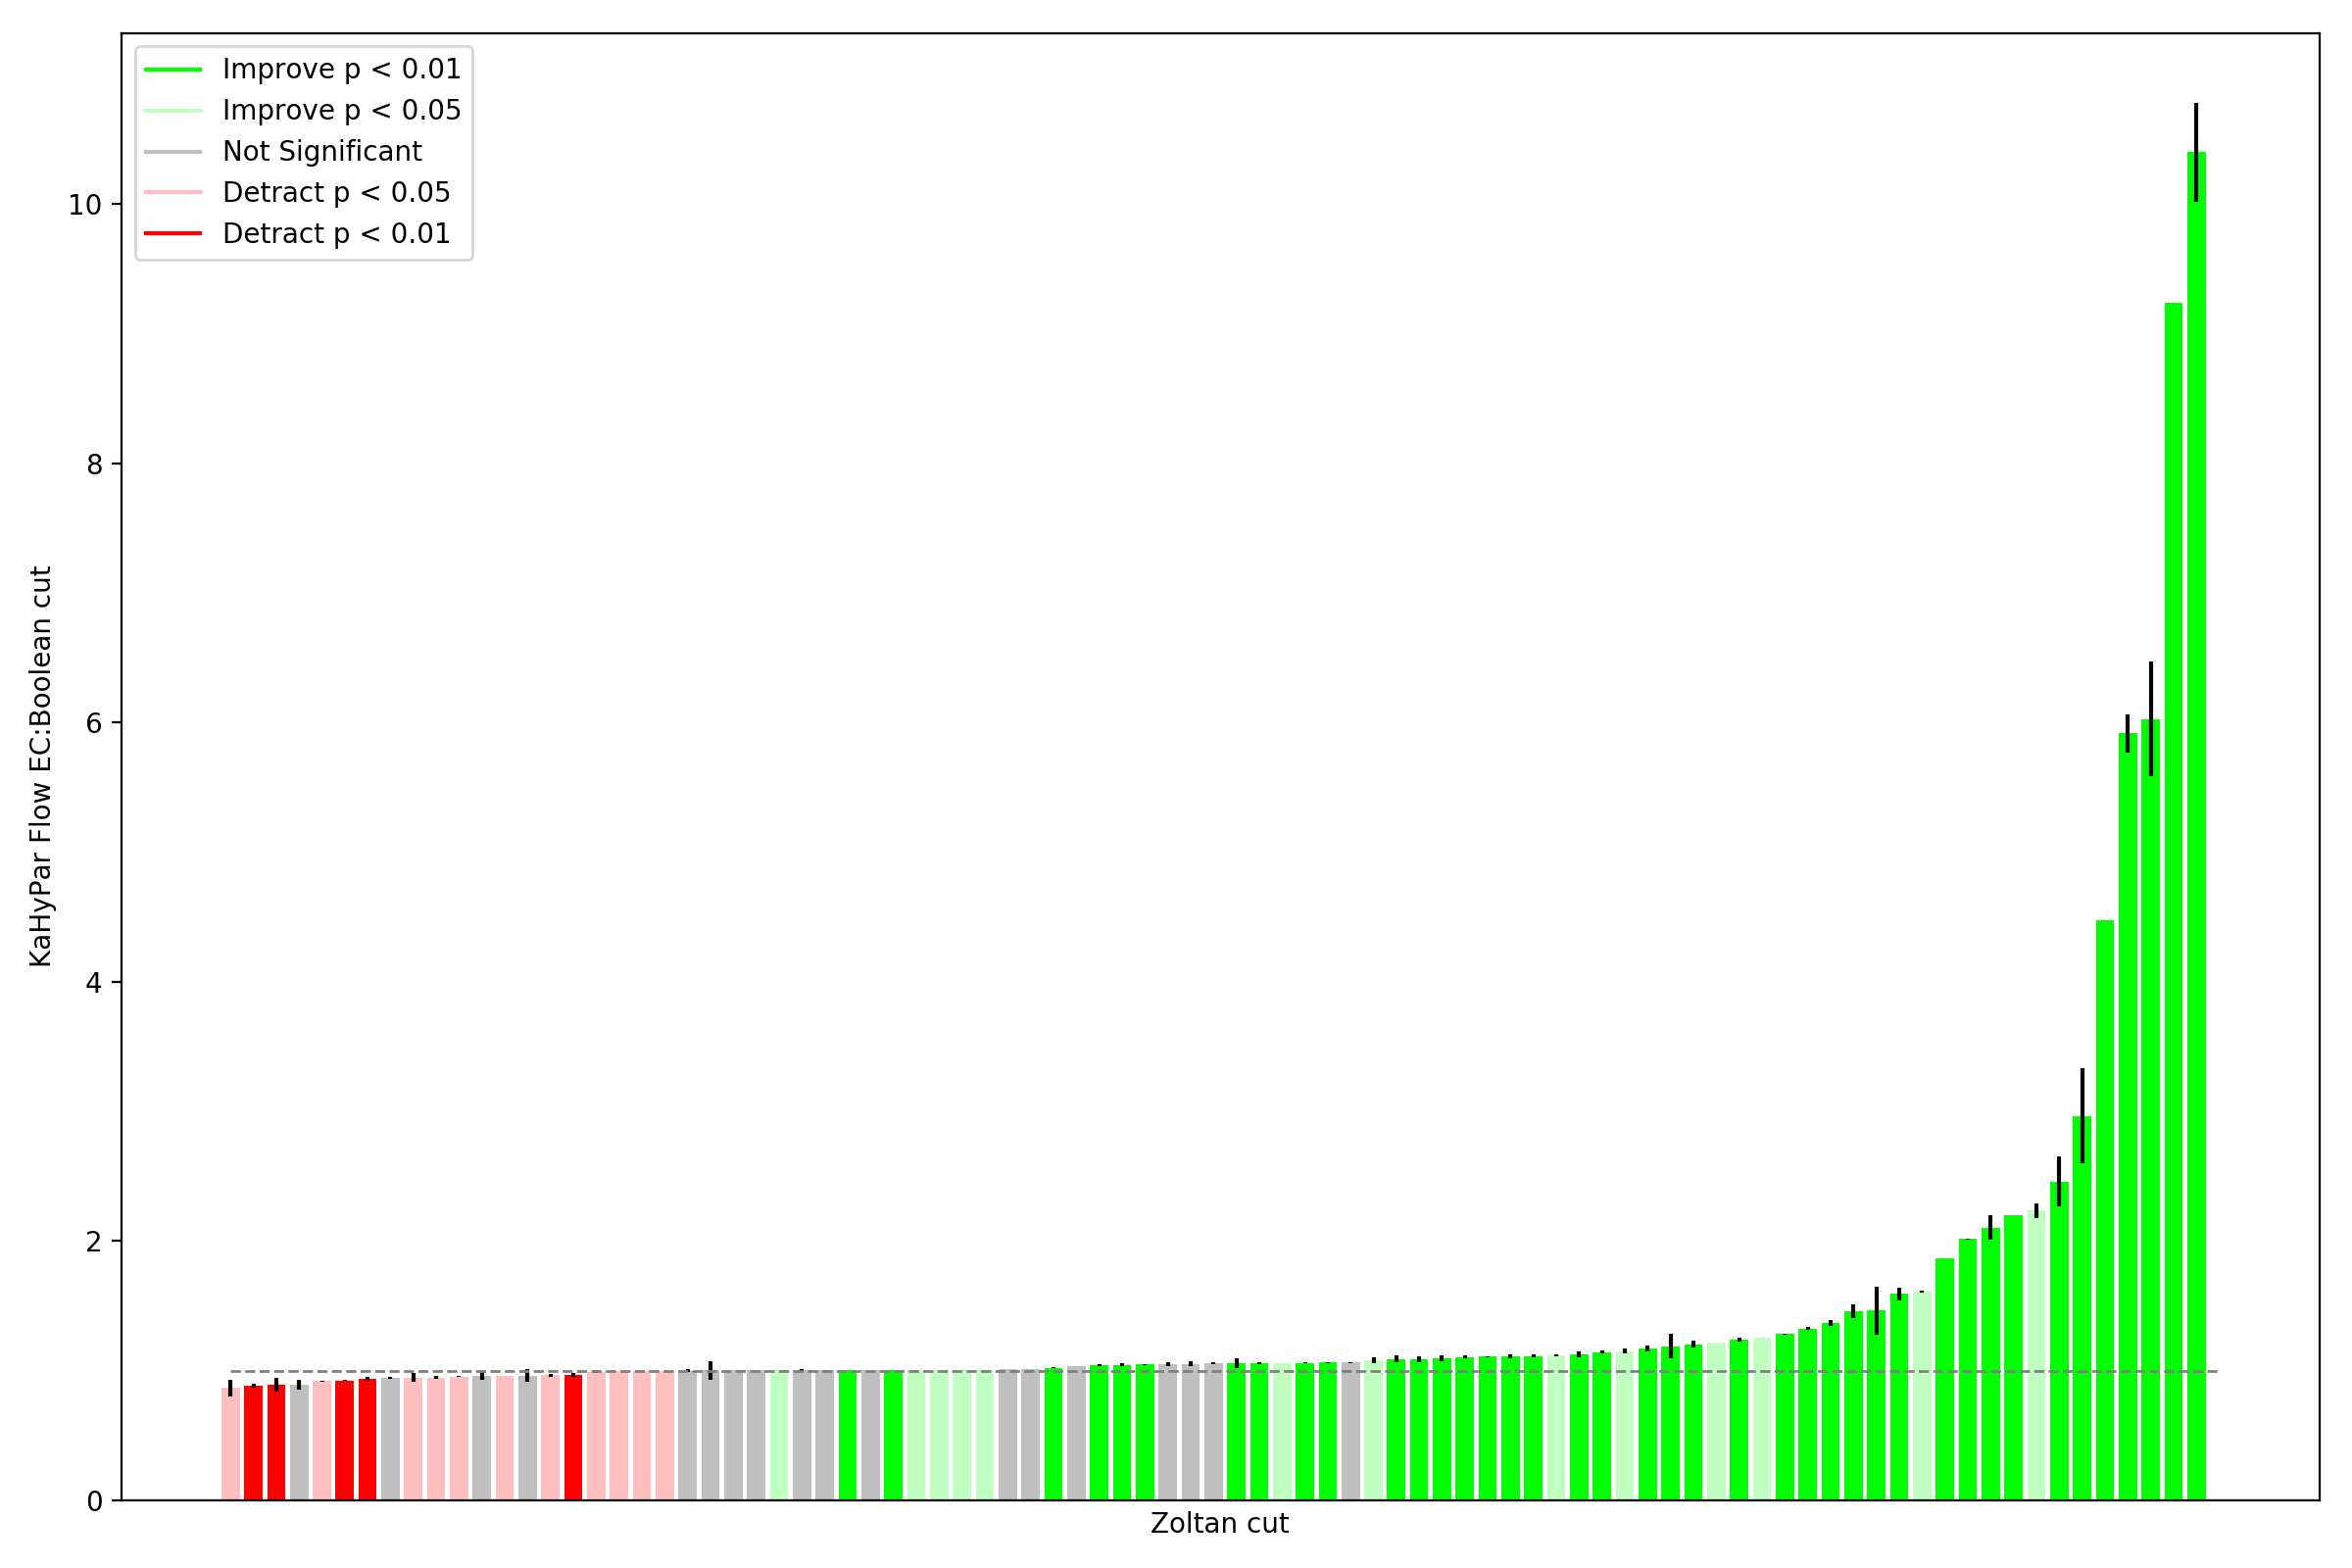 Improve p < 0.01
Improve p < 0.05
Not Significant
Detract p < 0.05
Detract p < 0.01
10
8
6
4
2
0
KaHyPar Flow EC:Boolean cut
Zoltan cut